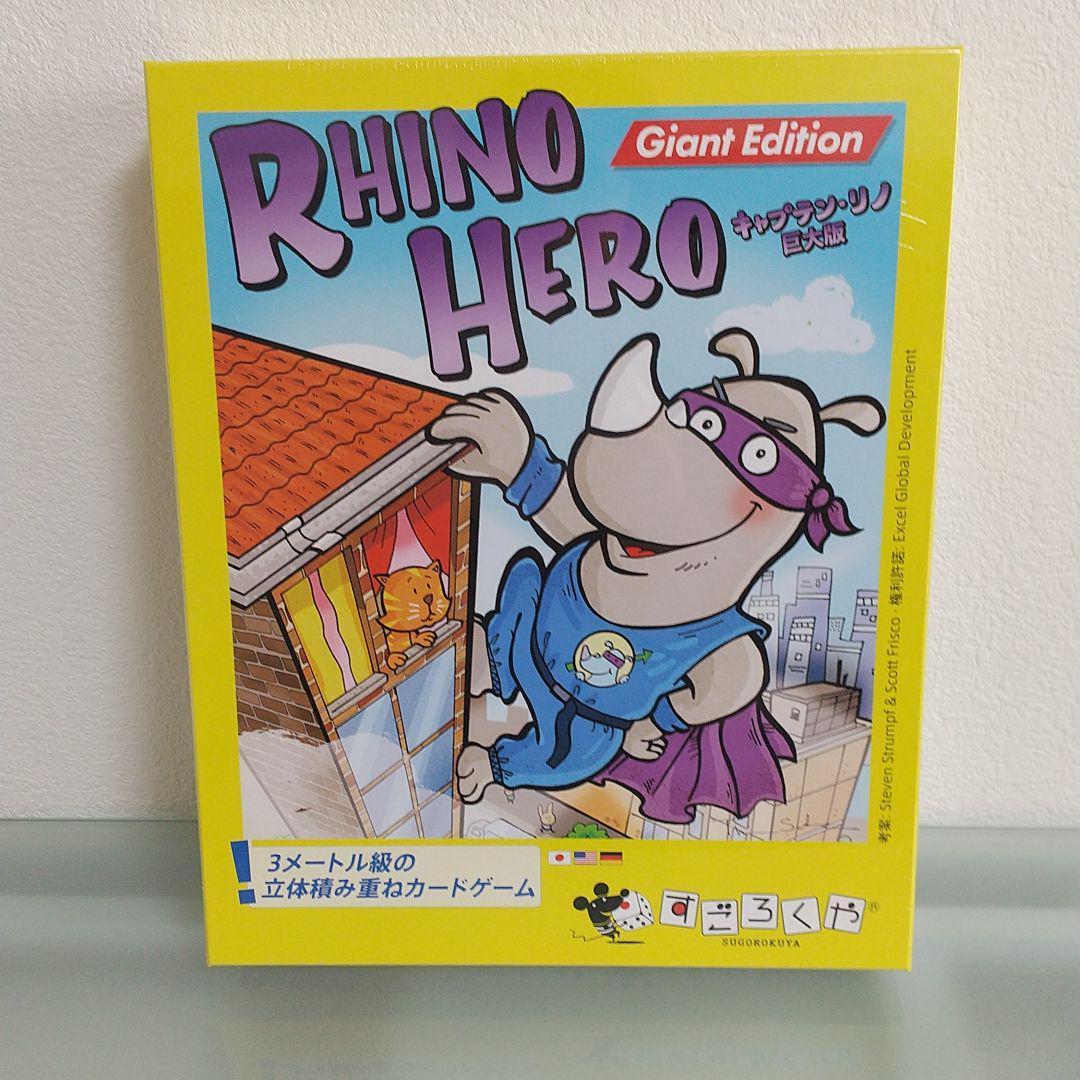 RHINO
HERO
Giant Edition
キャプテン・リノ
巨大版
考案: Steven Strumpf & Scott Frisco - 権利許諾: Excel Global Development
3メートル級の
立体積み重ねカードゲーム
すごろくや®
SUGOROKUYA